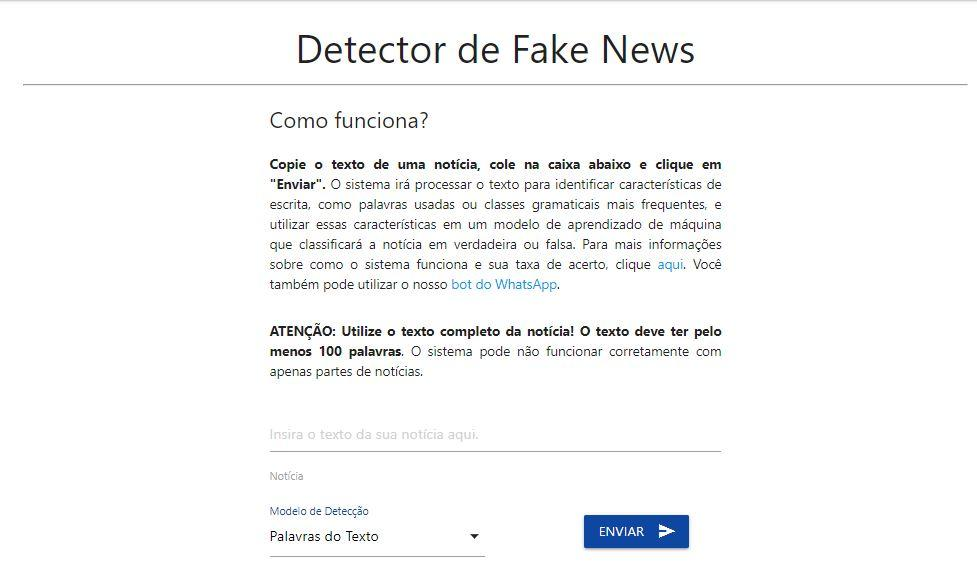 Detector de Fake News
Como funciona?
Copie o texto de uma notícia, cole na caixa abaixo e clique em
"Enviar". O sistema irá processar o texto para identificar características de
escrita, como palavras usadas ou classes gramaticais mais frequentes, e
utilizar essas características em um modelo de aprendizado de máquina
que classificará a notícia em verdadeira ou falsa. Para mais informações
sobre como o sistema funciona e sua taxa de acerto, clique aqui. Você
também pode utilizar o nosso bot do WhatsApp.
ATENÇÃO: Utilize o texto completo da notícia! O texto deve ter pelo
menos 100 palavras. O sistema pode não funcionar corretamente com
apenas partes de notícias.
Insira o texto da sua notícia aqui.
Notícia
Modelo de Detecção
Palavras do Texto
ENVIAR